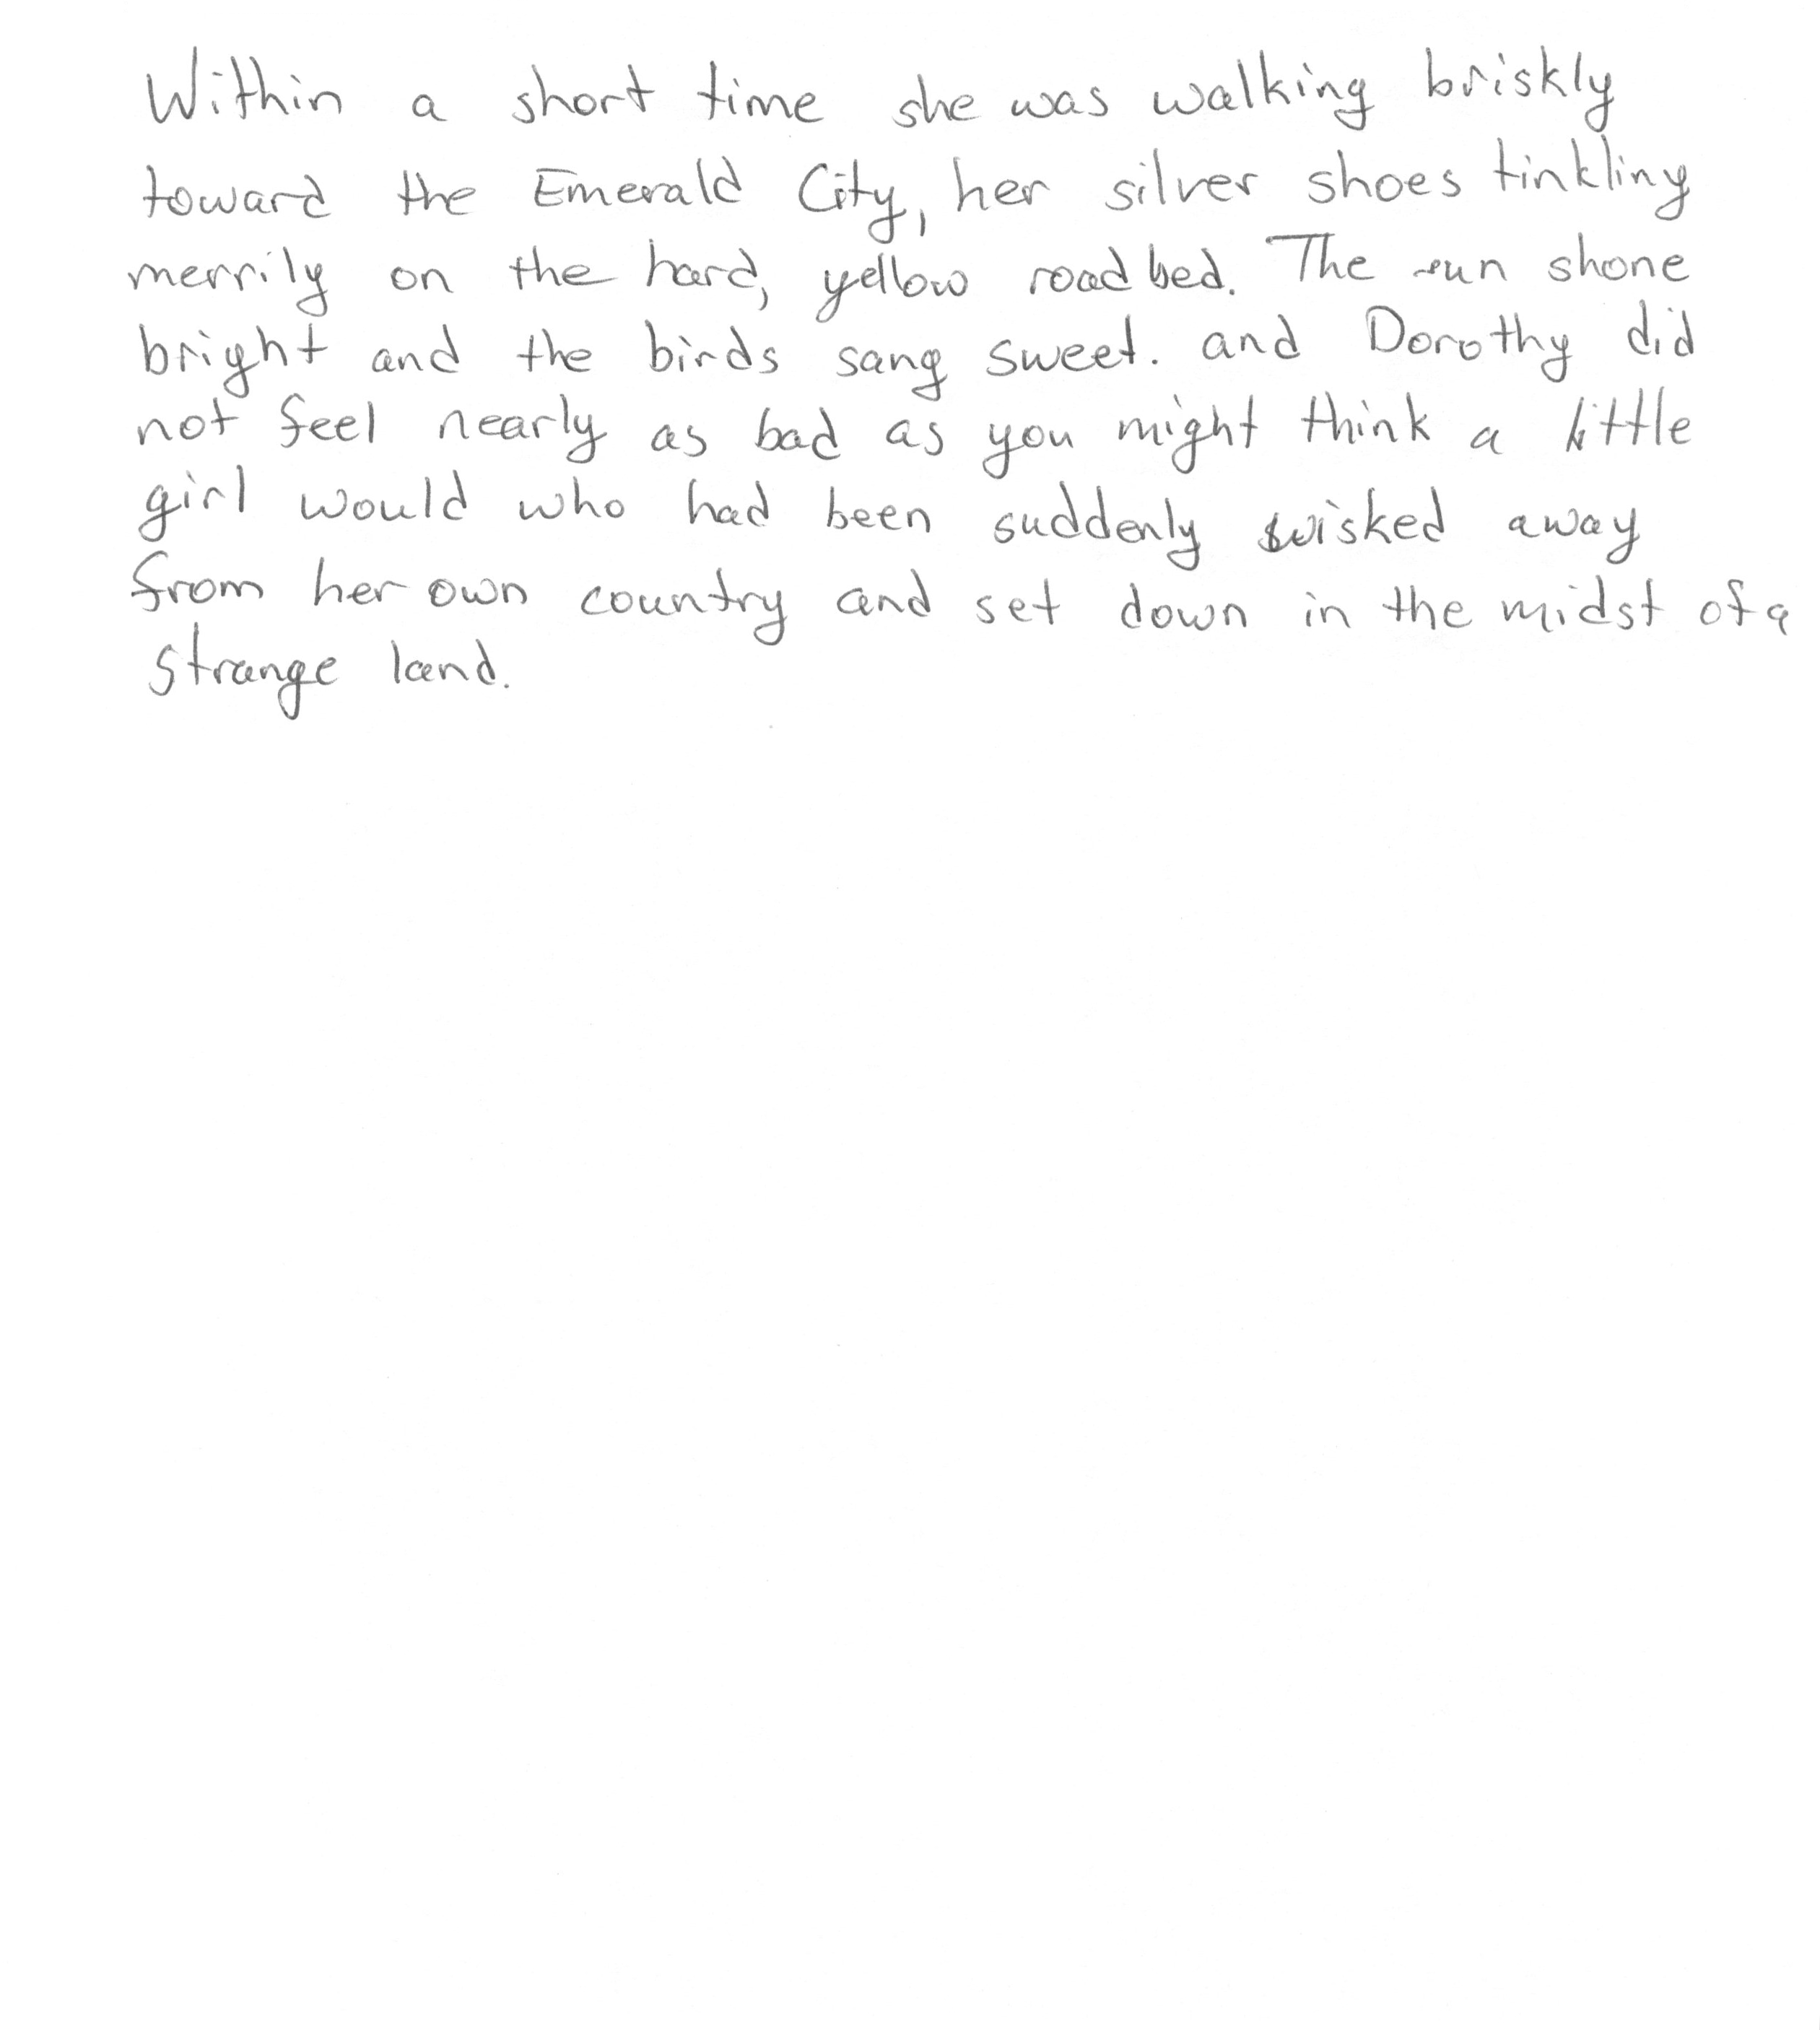 Within a short time she was walking briskly
toward the Emerald City, her silver shoes tinkling
merrily on the hard, yellow roadbed. The sun shone
bright and the birds sang sweet. and Dorothy did
not feel nearly as bad as you might think a little
girl would who had been suddenly swisked away
from her own country and set down in the midst of a
strange land.